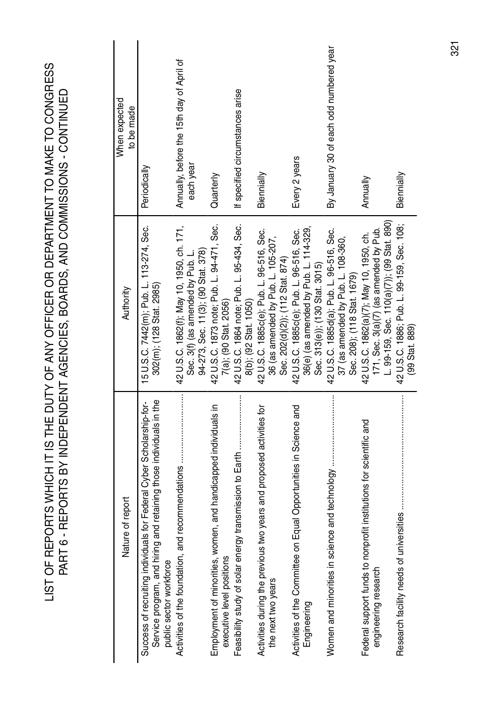 LIST OF REPORTS WHICH IT IS THE DUTY OF ANY OFFICER OR DEPARTMENT TO MAKE TO CONGRESS
PART 6 - REPORTS BY INDEPENDENT AGENCIES, BOARDS, AND COMMISSIONS - CONTINUED
Nature of report
Authority
When expected
to be made
Success of recruiting individuals for Federal Cyber Scholarship-for-
Service program, and hiring and retaining those individuals in the
public sector workforce
15 U.S.C. 7442(m); Pub. L. 113-274, Sec.
302(m); (128 Stat. 2985)
Periodically
Activities of the foundation, and recommendations
42 U.S.C. 1862(f); May 10, 1950, ch. 171,
Sec. 3(f) (as amended by Pub. L.
94-273, Sec. 11(3); (90 Stat. 378)
Annually, before the 15th day of April of
each year
Employment of minorities, women, and handicapped individuals in
executive level positions
42 U.S.C. 1873 note; Pub. L. 94-471, Sec.
7(a); (90 Stat. 2056)
Quarterly
Feasibility study of solar energy transmission to Earth
42 U.S.C. 1864 note; Pub. L. 95-434, Sec.
8(b); (92 Stat. 1050)
If specified circumstances arise
Activities during the previous two years and proposed activities for
the next two years
42 U.S.C. 1885c(e); Pub. L. 96-516, Sec.
36 (as amended by Pub. L. 105-207,
Sec. 202(d)(2)); (112 Stat. 874)
Biennially
Activities of the Committee on Equal Opportunities in Science and
Engineering
42 U.S.C. 1885c(e); Pub. L. 96-516, Sec.
36(e) (as amended by Pub. L. 114-329,
Sec. 313(e)); (130 Stat. 3015)
Every 2 years
Women and minorities in science and technology
42 U.S.C. 1885d(a); Pub. L. 96-516, Sec.
37 (as amended by Pub. L. 108-360,
Sec. 208); (118 Stat. 1679)
By January 30 of each odd numbered year
Federal support funds to nonprofit institutions for scientific and
engineering research
42 U.S.C. 1862(a)(7); May 10, 1950, ch.
171, Sec. 3(a)(7) (as amended by Pub.
L. 99-159, Sec. 110(a)(7)); (99 Stat. 890)
Annually
Research facility needs of universities
42 U.S.C. 1886; Pub. L. 99-159, Sec. 108;
(99 Stat. 889)
Biennially
321